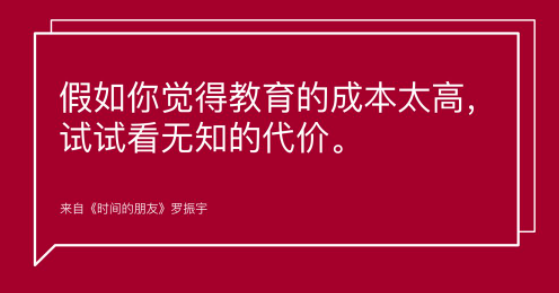 假如你觉得教育的成本太高，
试试看无知的代价。
来自《时间的朋友》罗振宇